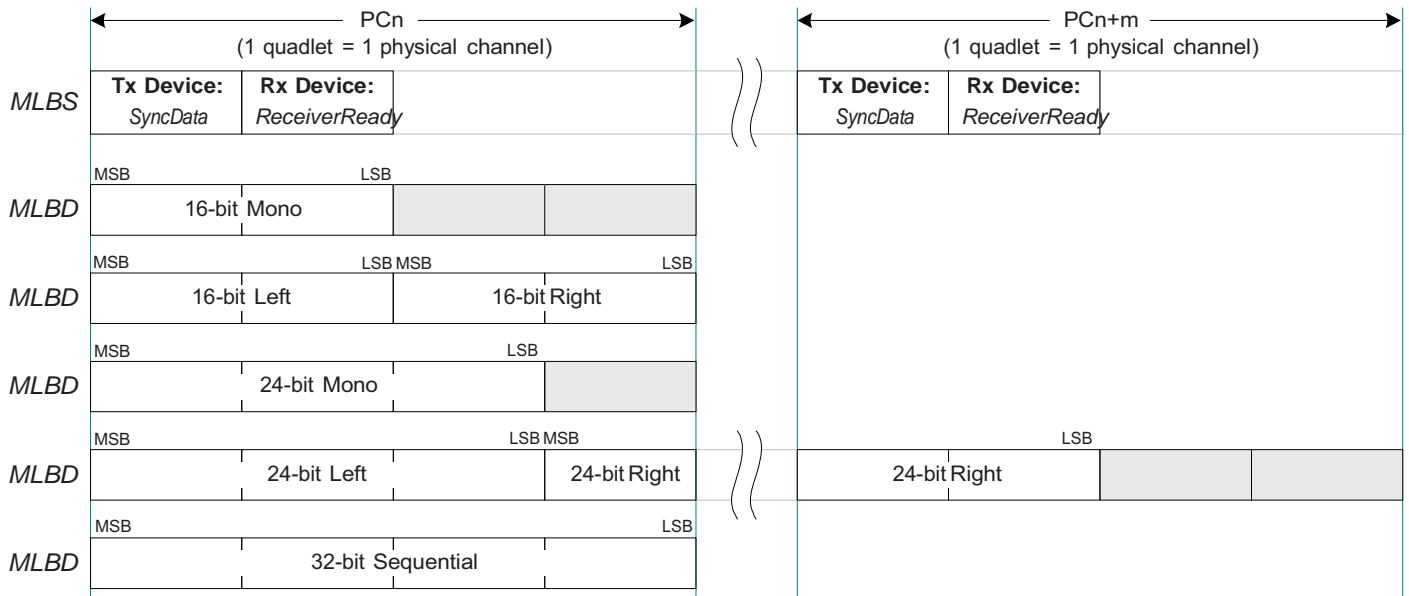 PCn
(1 quadlet = 1 physical channel)
PCn+m
(1 quadlet = 1 physical channel)
MLBS
Tx Device:
SyncData
Rx Device:
ReceiverReady
Tx Device:
SyncData
Rx Device:
ReceiverReady
MSB LSB
MLBD 16-bit Mono
MSB LSB MSB LSB
MLBD 16-bit Left 16-bit Right
MSB LSB
MLBD 24-bit Mono
MSB LSB MSB LSB
MLBD 24-bit Left 24-bit Right 24-bit Right
MSB LSB
MLBD 32-bit Sequential